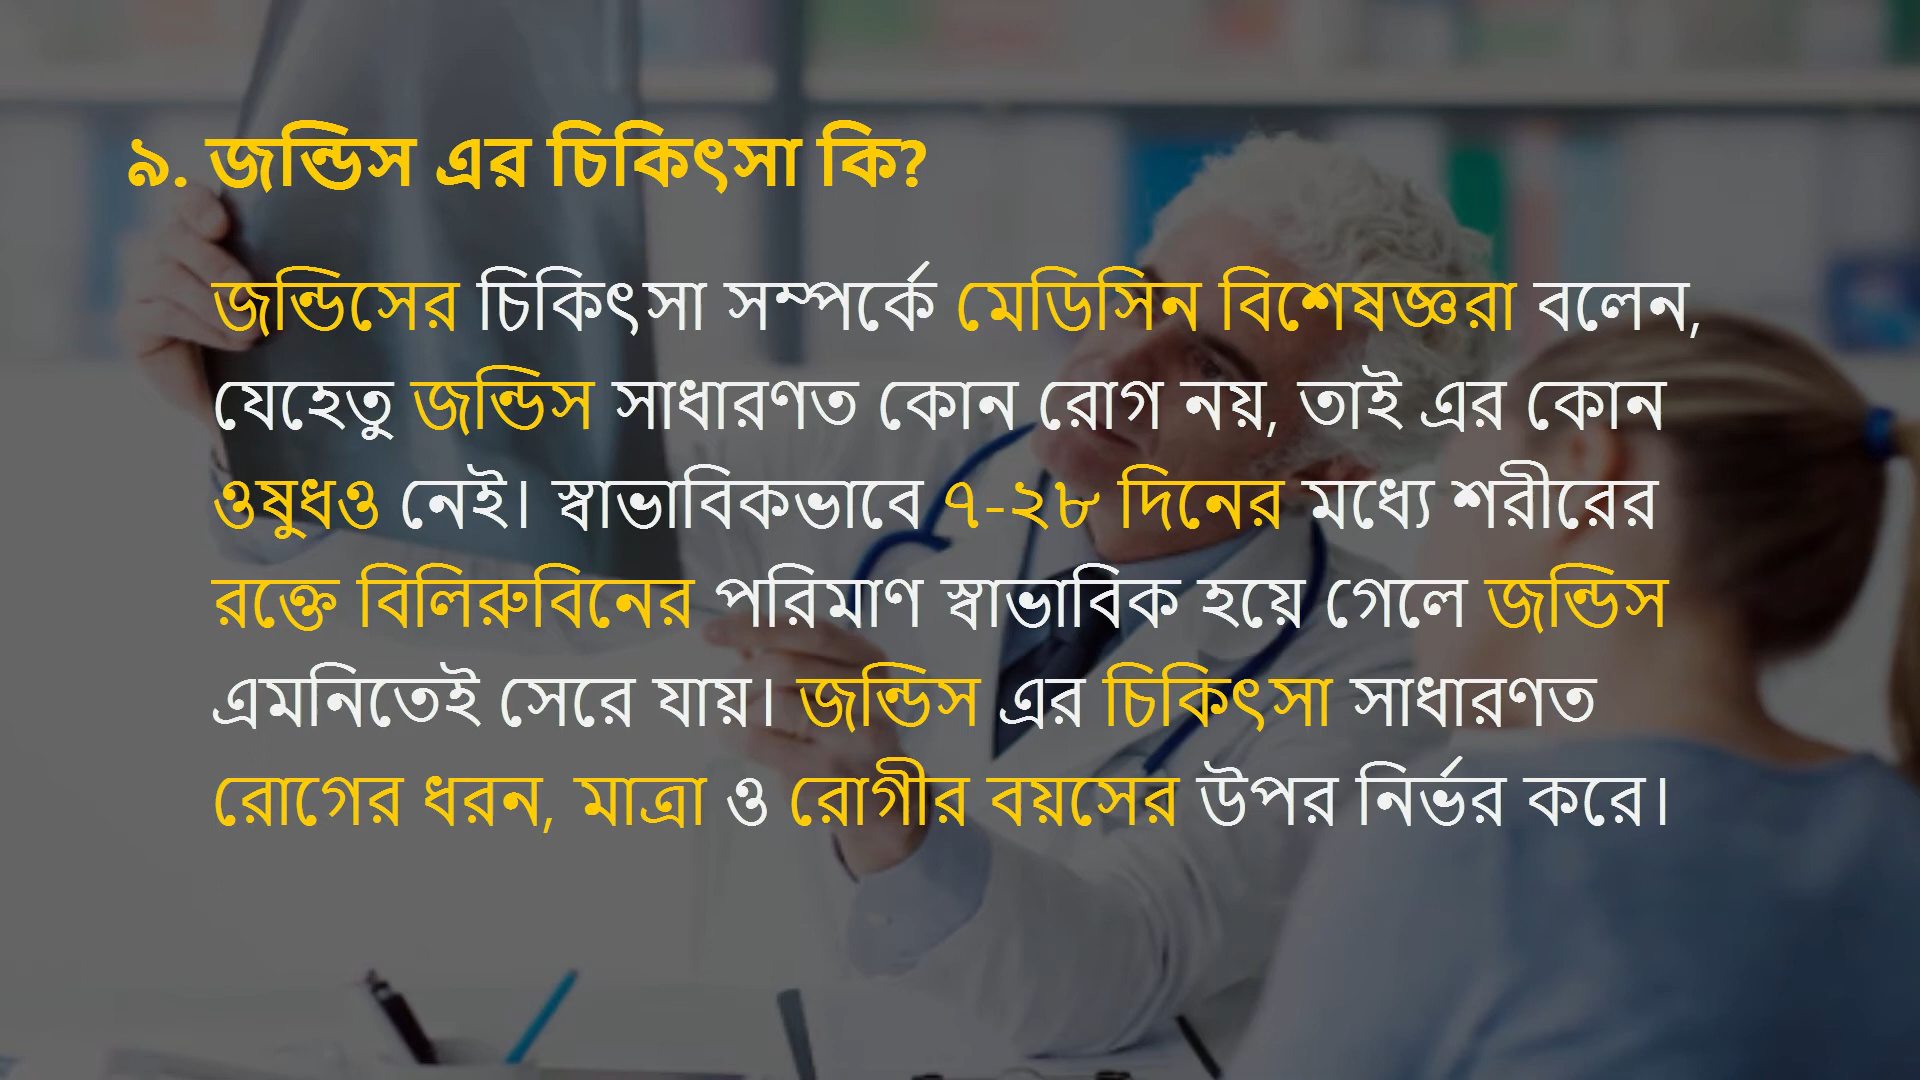 ৯. জন্ডিস এর চিকিৎসা কি?
জন্ডিসের চিকিৎসা সম্পর্কে মেডিসিন বিশেষজ্ঞরা বলেন,
যেহেতু জন্ডিস সাধারণত কোন রোগ নয়, তাই এর কোন
ওষুধও নেই। স্বাভাবিকভাবে ৭-২৮ দিনের মধ্যে শরীরের
রক্তে বিলিরুবিনের পরিমাণ স্বাভাবিক হয়ে গেলে জন্ডিস
এমনিতেই সেরে যায়। জন্ডিস এর চিকিৎসা সাধারণত
রোগের ধরন, মাত্রা ও রোগীর বয়সের উপর নির্ভর করে।